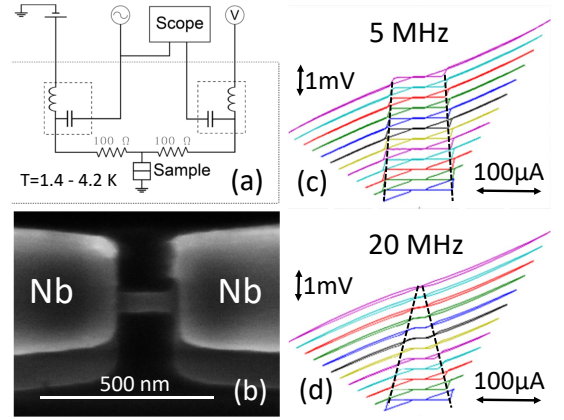 Scope
V
100 Ω
100 Ω
Sample
T=1.4 - 4.2 K
(a)
Nb
Nb
500 nm
(b)
5 MHz
1mV
(c)
100µA
20 MHz
1mV
(d)
100µA